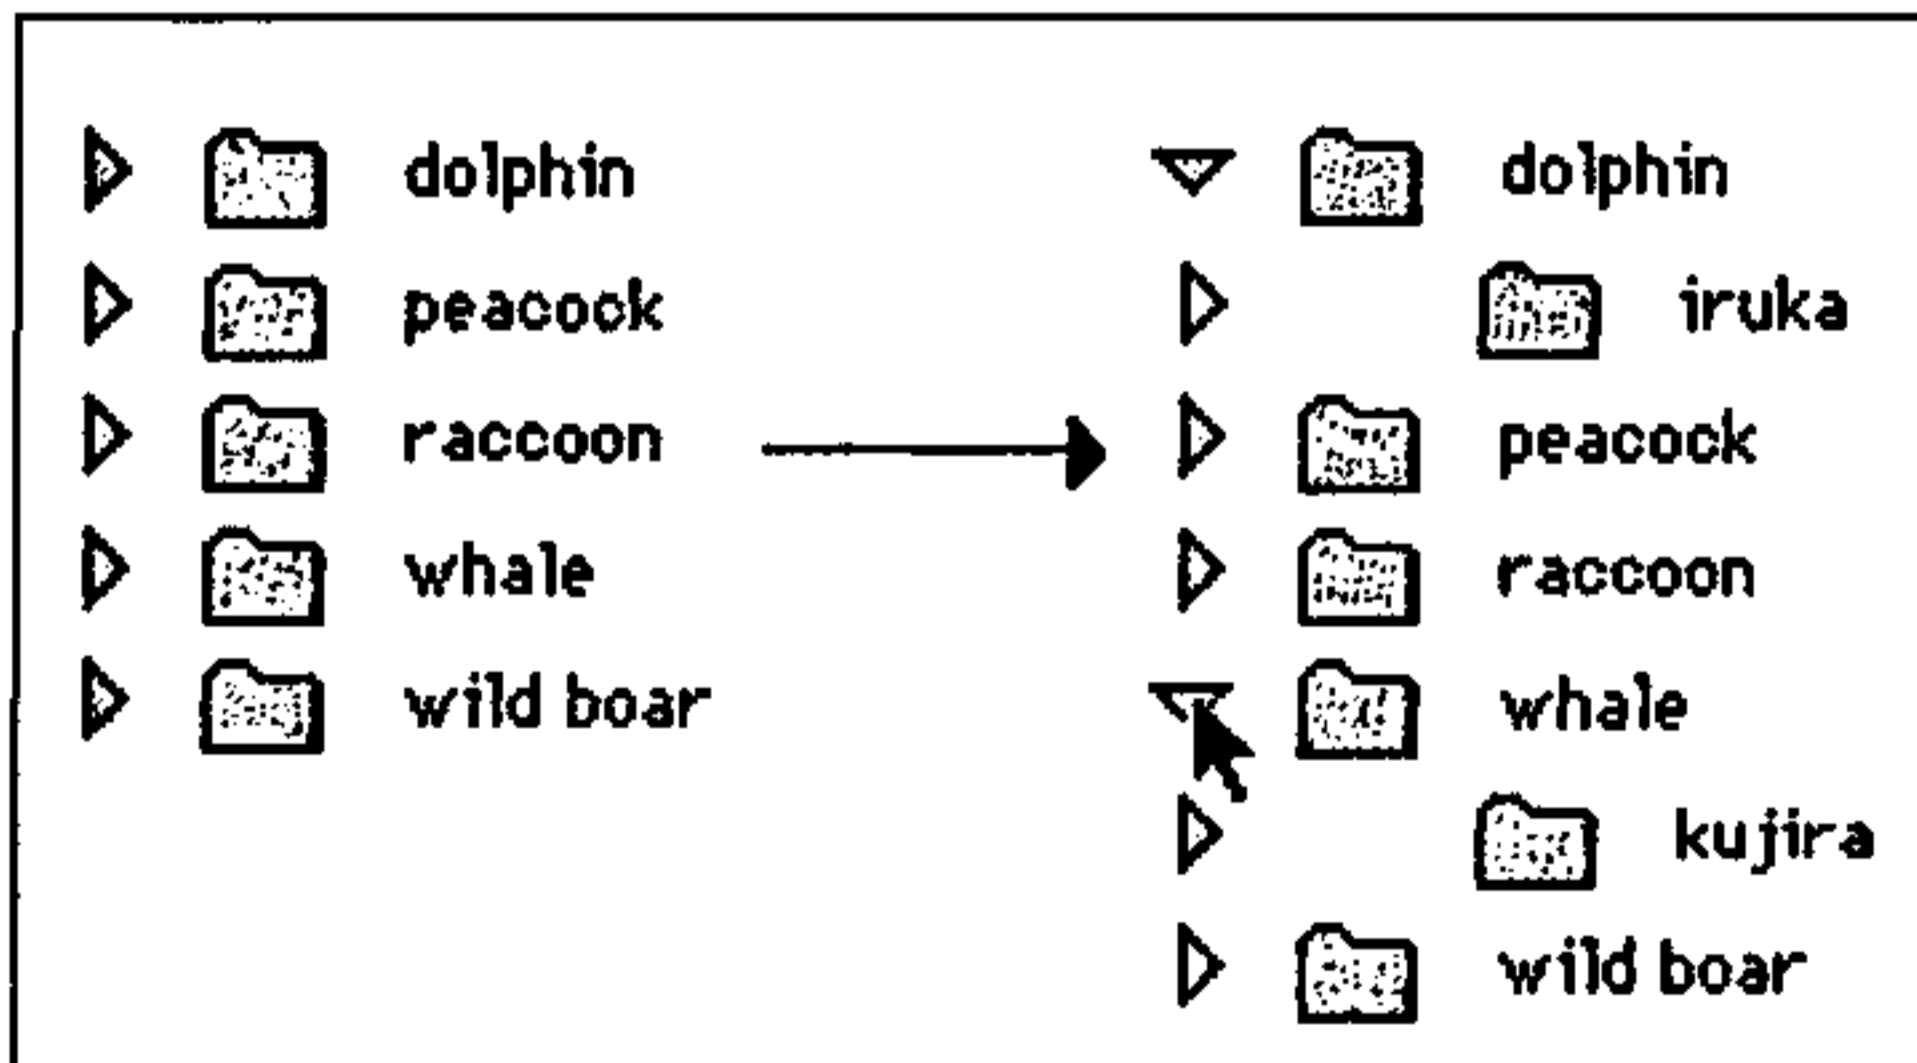 dolphin
peacock
raccoon
whale
wild boar
dolphin
iruka
peacock
raccoon
whale
kujira
wild boar